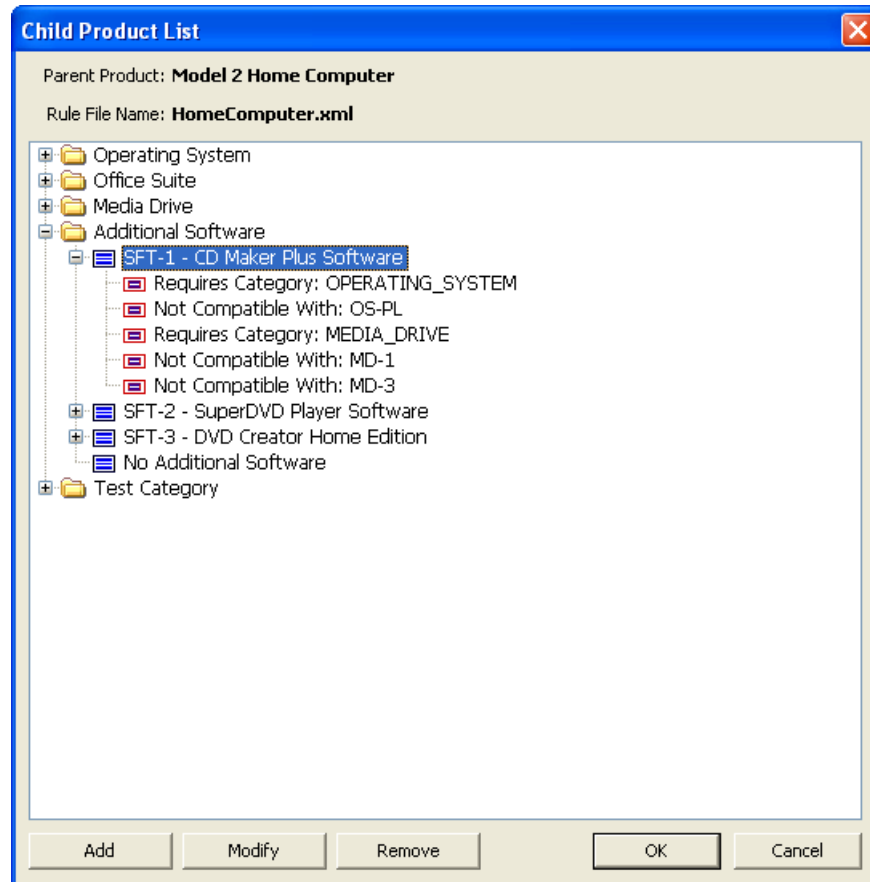 Child Product List
Parent Product: Model 2 Home Computer
Rule File Name: HomeComputer.xml
Operating System
Office Suite
Media Drive
Additional Software
SFT-1 - CD Maker Plus Software
Requires Category: OPERATING_SYSTEM
Not Compatible With: OS-PL
Requires Category: MEDIA_DRIVE
Not Compatible With: MD-1
Not Compatible With: MD-3
SFT-2 - SuperDVD Player Software
SFT-3 - DVD Creator Home Edition
No Additional Software
Test Category
Add Modify Remove OK Cancel